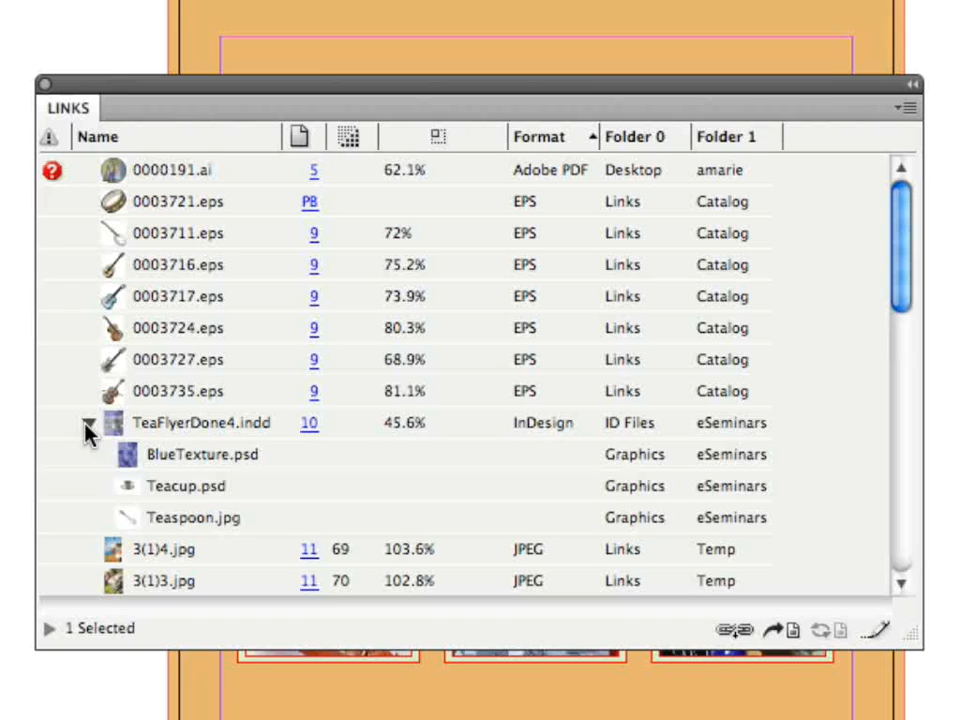 LINKS
Name Format Folder 0 Folder 1
0000191.ai 5 62.1% Adobe PDF Desktop amarie
0003721.eps PB EPS Links Catalog
0003711.eps 9 72% EPS Links Catalog
0003716.eps 9 75.2% EPS Links Catalog
0003717.eps 9 73.9% EPS Links Catalog
0003724.eps 9 80.3% EPS Links Catalog
0003727.eps 9 68.9% EPS Links Catalog
0003735.eps 9 81.1% EPS Links Catalog
TeaFlyerDone4.indd 10 45.6% InDesign ID Files eSeminars
BlueTexture.psd Graphics eSeminars
Teacup.psd Graphics eSeminars
Teaspoon.jpg Graphics eSeminars
3(1)4.jpg 11 69 103.6% JPEG Links Temp
3(1)3.jpg 11 70 102.8% JPEG Links Temp
1 Selected